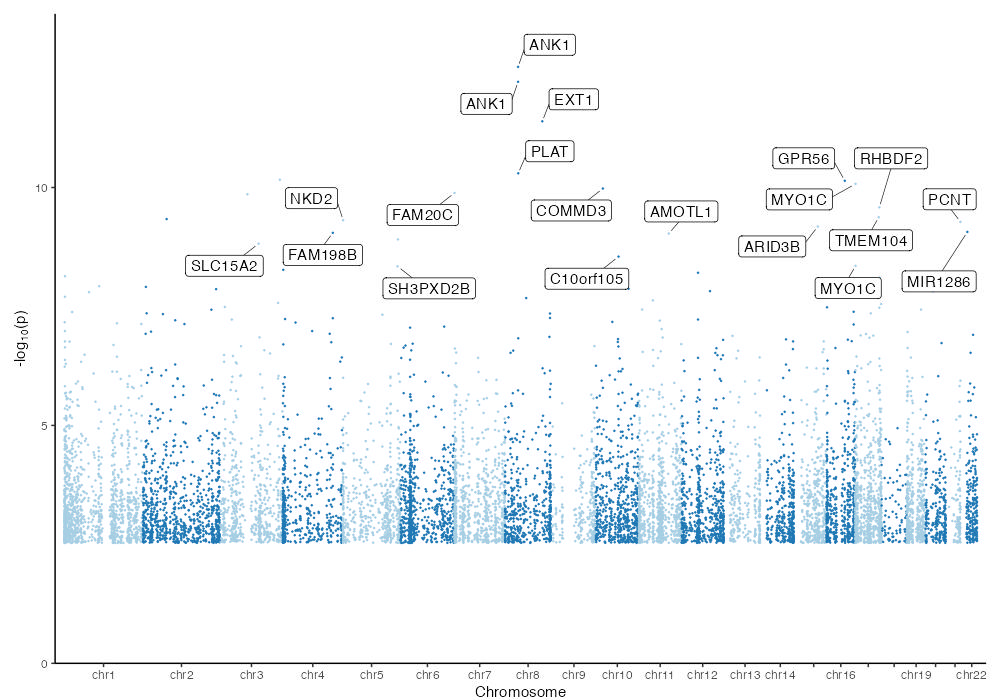 ANK1
ANK1
EXT1
PLAT
GPR56
RHBDF2
10
NKD2
MYO1C
PCNT
FAM20C
COMMD3
AMOTL1
ARID3B
TMEM104
FAM198B
SLC15A2
C10orf105
SH3PXD2B
MYO1C
MIR1286
-log10(p)
5
0
chr1 chr2 chr3 chr4 chr5 chr6 chr7 chr8 chr9 chr10 chr11 chr12 chr13 chr14 chr16 chr19 chr22
Chromosome